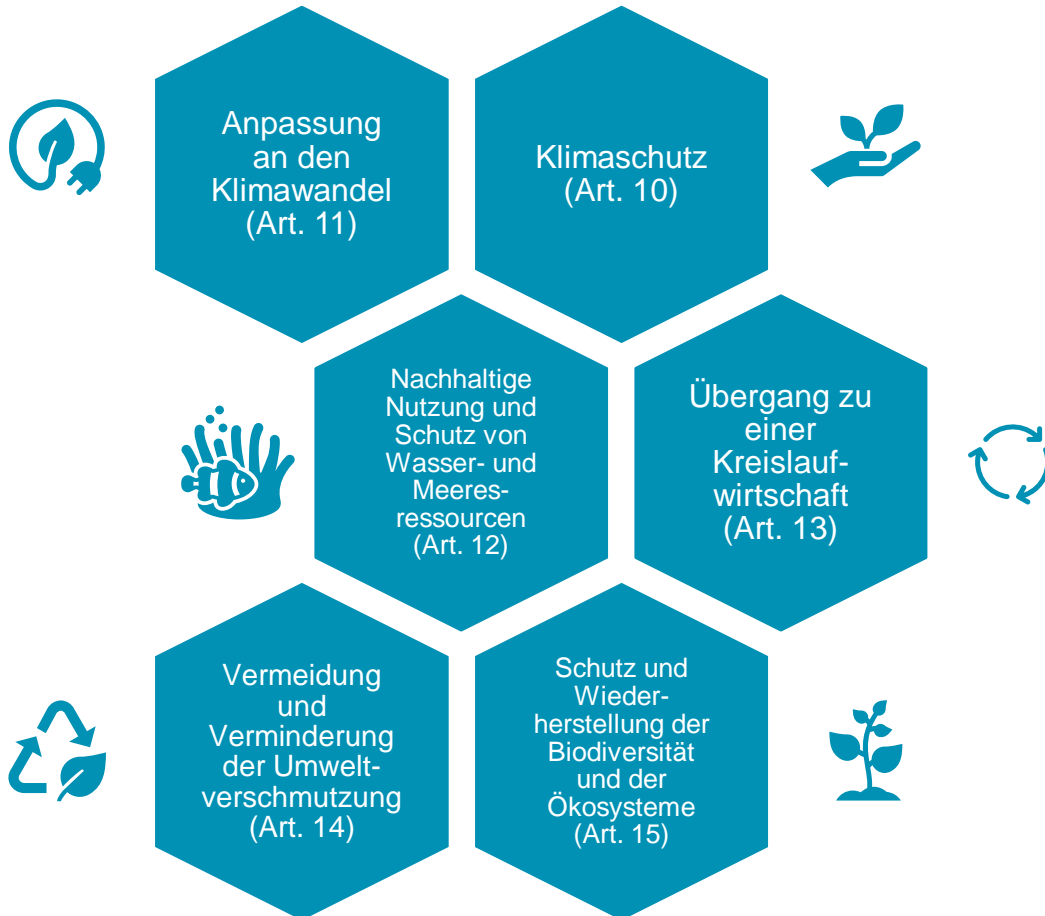 Anpassung
an den
Klimawandel
(Art. 11)
Klimaschutz
(Art. 10)
Nachhaltige
Nutzung und
Schutz von
Wasser- und
Meeres-
ressourcen
(Art. 12)
Übergang zu
einer
Kreislauf-
wirtschaft
(Art. 13)
Vermeidung
und
Verminderung
der Umwelt-
verschmutzung
(Art. 14)
Schutz und
Wieder-
herstellung der
Biodiversität
und der
Ökosysteme
(Art. 15)